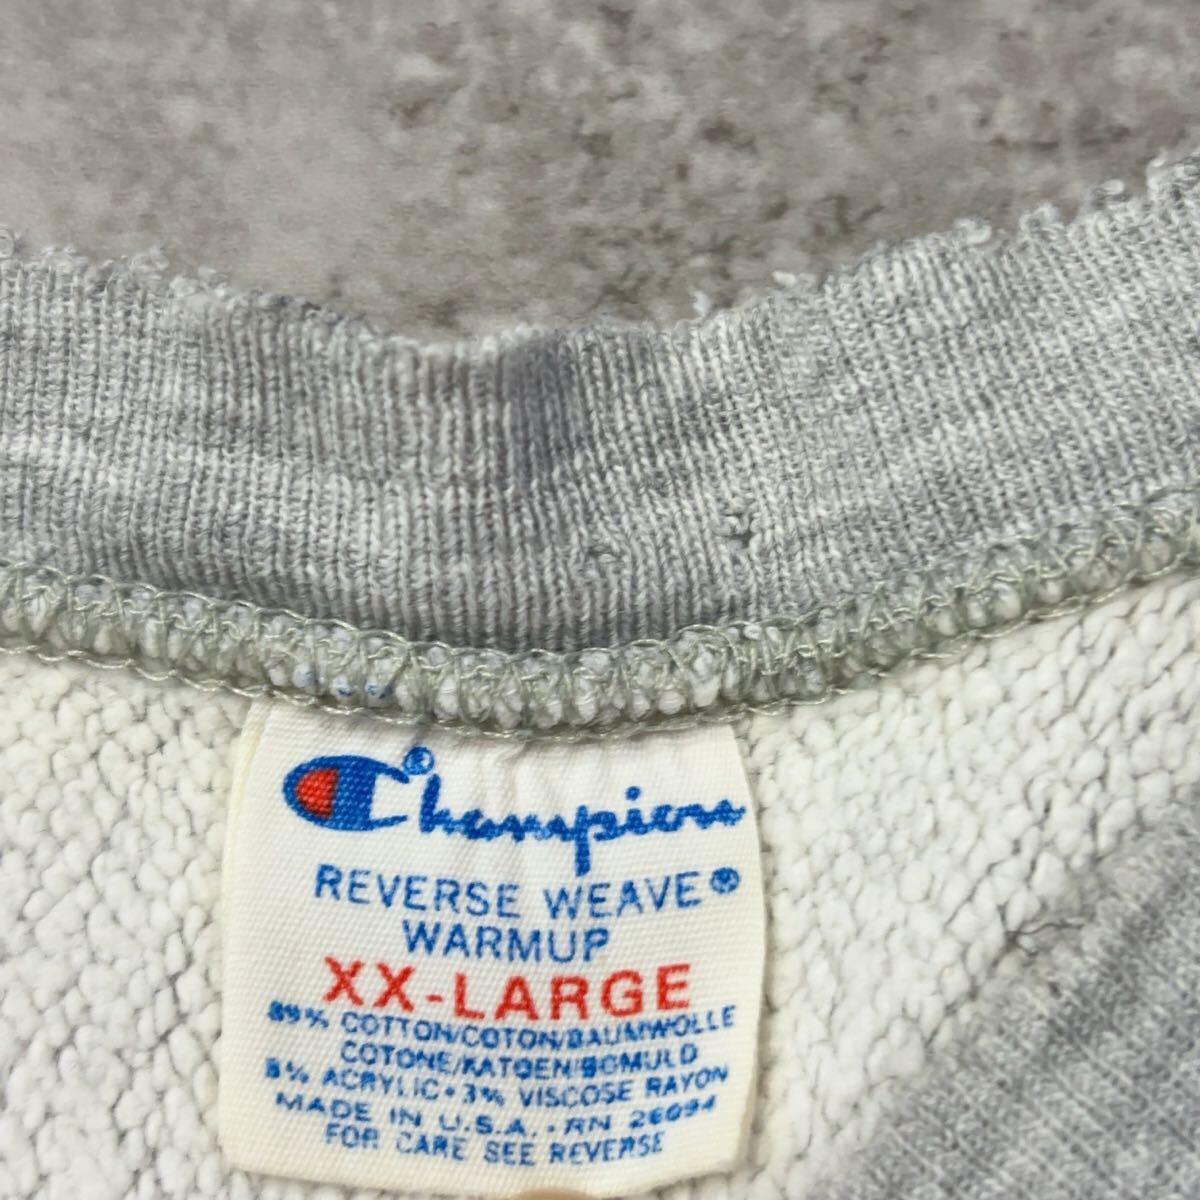 Champion®
REVERSE WEAVE®
WARMUP
XX-LARGE
89% COTTON/COTON/BAUMWOLLE
COTONE/KATOEN/BOMULD
8% ACRYLIC • 3% VISCOSE RAYON
MADE IN U.S.A. - RN 26094
FOR CARE SEE REVERSE